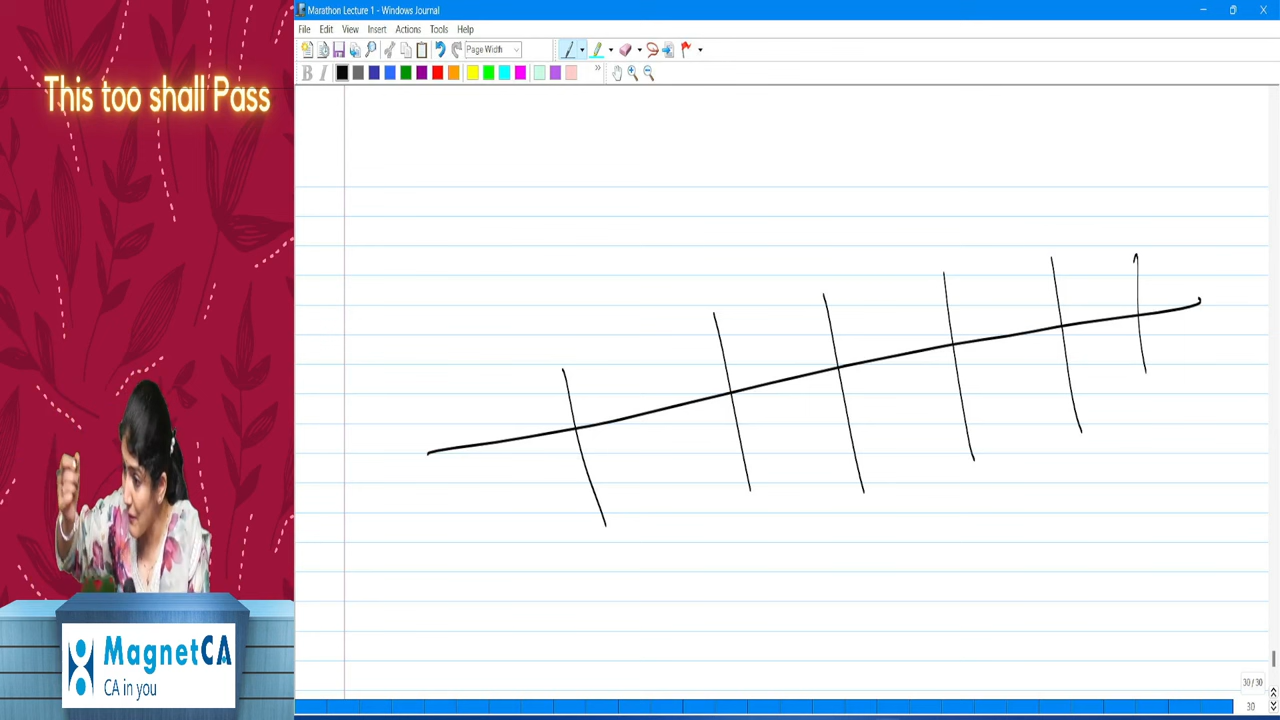 Marathon Lecture 1 - Windows Journal
File Edit View Insert Actions Tools Help
Page Width
B I
This too shall Pass
MagnetCA
CA in you
30 / 30
30